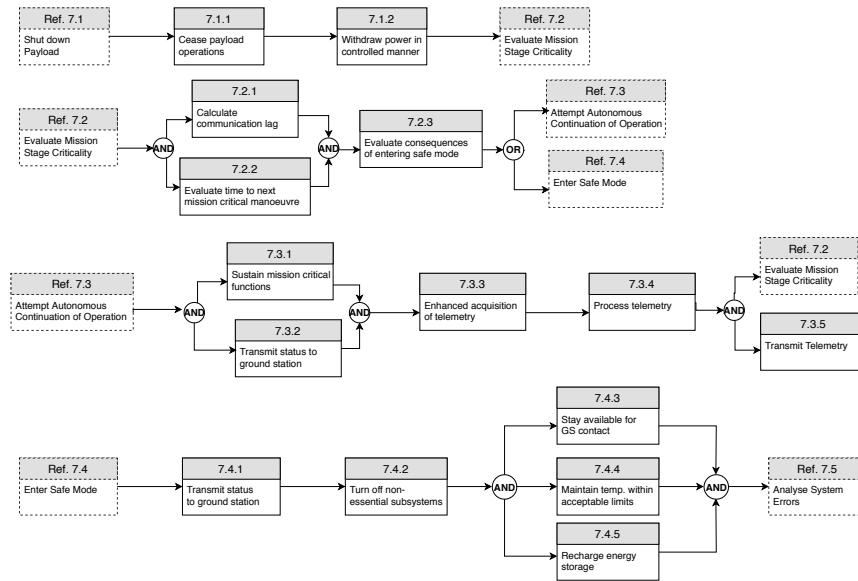 Ref. 7.1
Shut down
Payload
7.1.1
Cease payload
operations
7.1.2
Withdraw power in
controlled manner
Ref. 7.2
Evaluate Mission
Stage Criticality
Ref. 7.2
Evaluate Mission
Stage Criticality
AND
7.2.1
Calculate
communication lag
7.2.2
Evaluate time to next
mission critical manoeuvre
AND
7.2.3
Evaluate consequences
of entering safe mode
OR
Ref. 7.3
Attempt Autonomous
Continuation of Operation
Ref. 7.4
Enter Safe Mode
Ref. 7.3
Attempt Autonomous
Continuation of Operation
AND
7.3.1
Sustain mission critical
functions
7.3.2
Transmit status to
ground station
AND
7.3.3
Enhanced acquisition
of telemetry
7.3.4
Process telemetry
AND
Ref. 7.2
Evaluate Mission
Stage Criticality
7.3.5
Transmit Telemetry
Ref. 7.4
Enter Safe Mode
7.4.1
Transmit status
to ground station
7.4.2
Turn off non-
essential subsystems
AND
7.4.3
Stay available for
GS contact
7.4.4
Maintain temp. within
acceptable limits
7.4.5
Recharge energy
storage
AND
Ref. 7.5
Analyse System
Errors